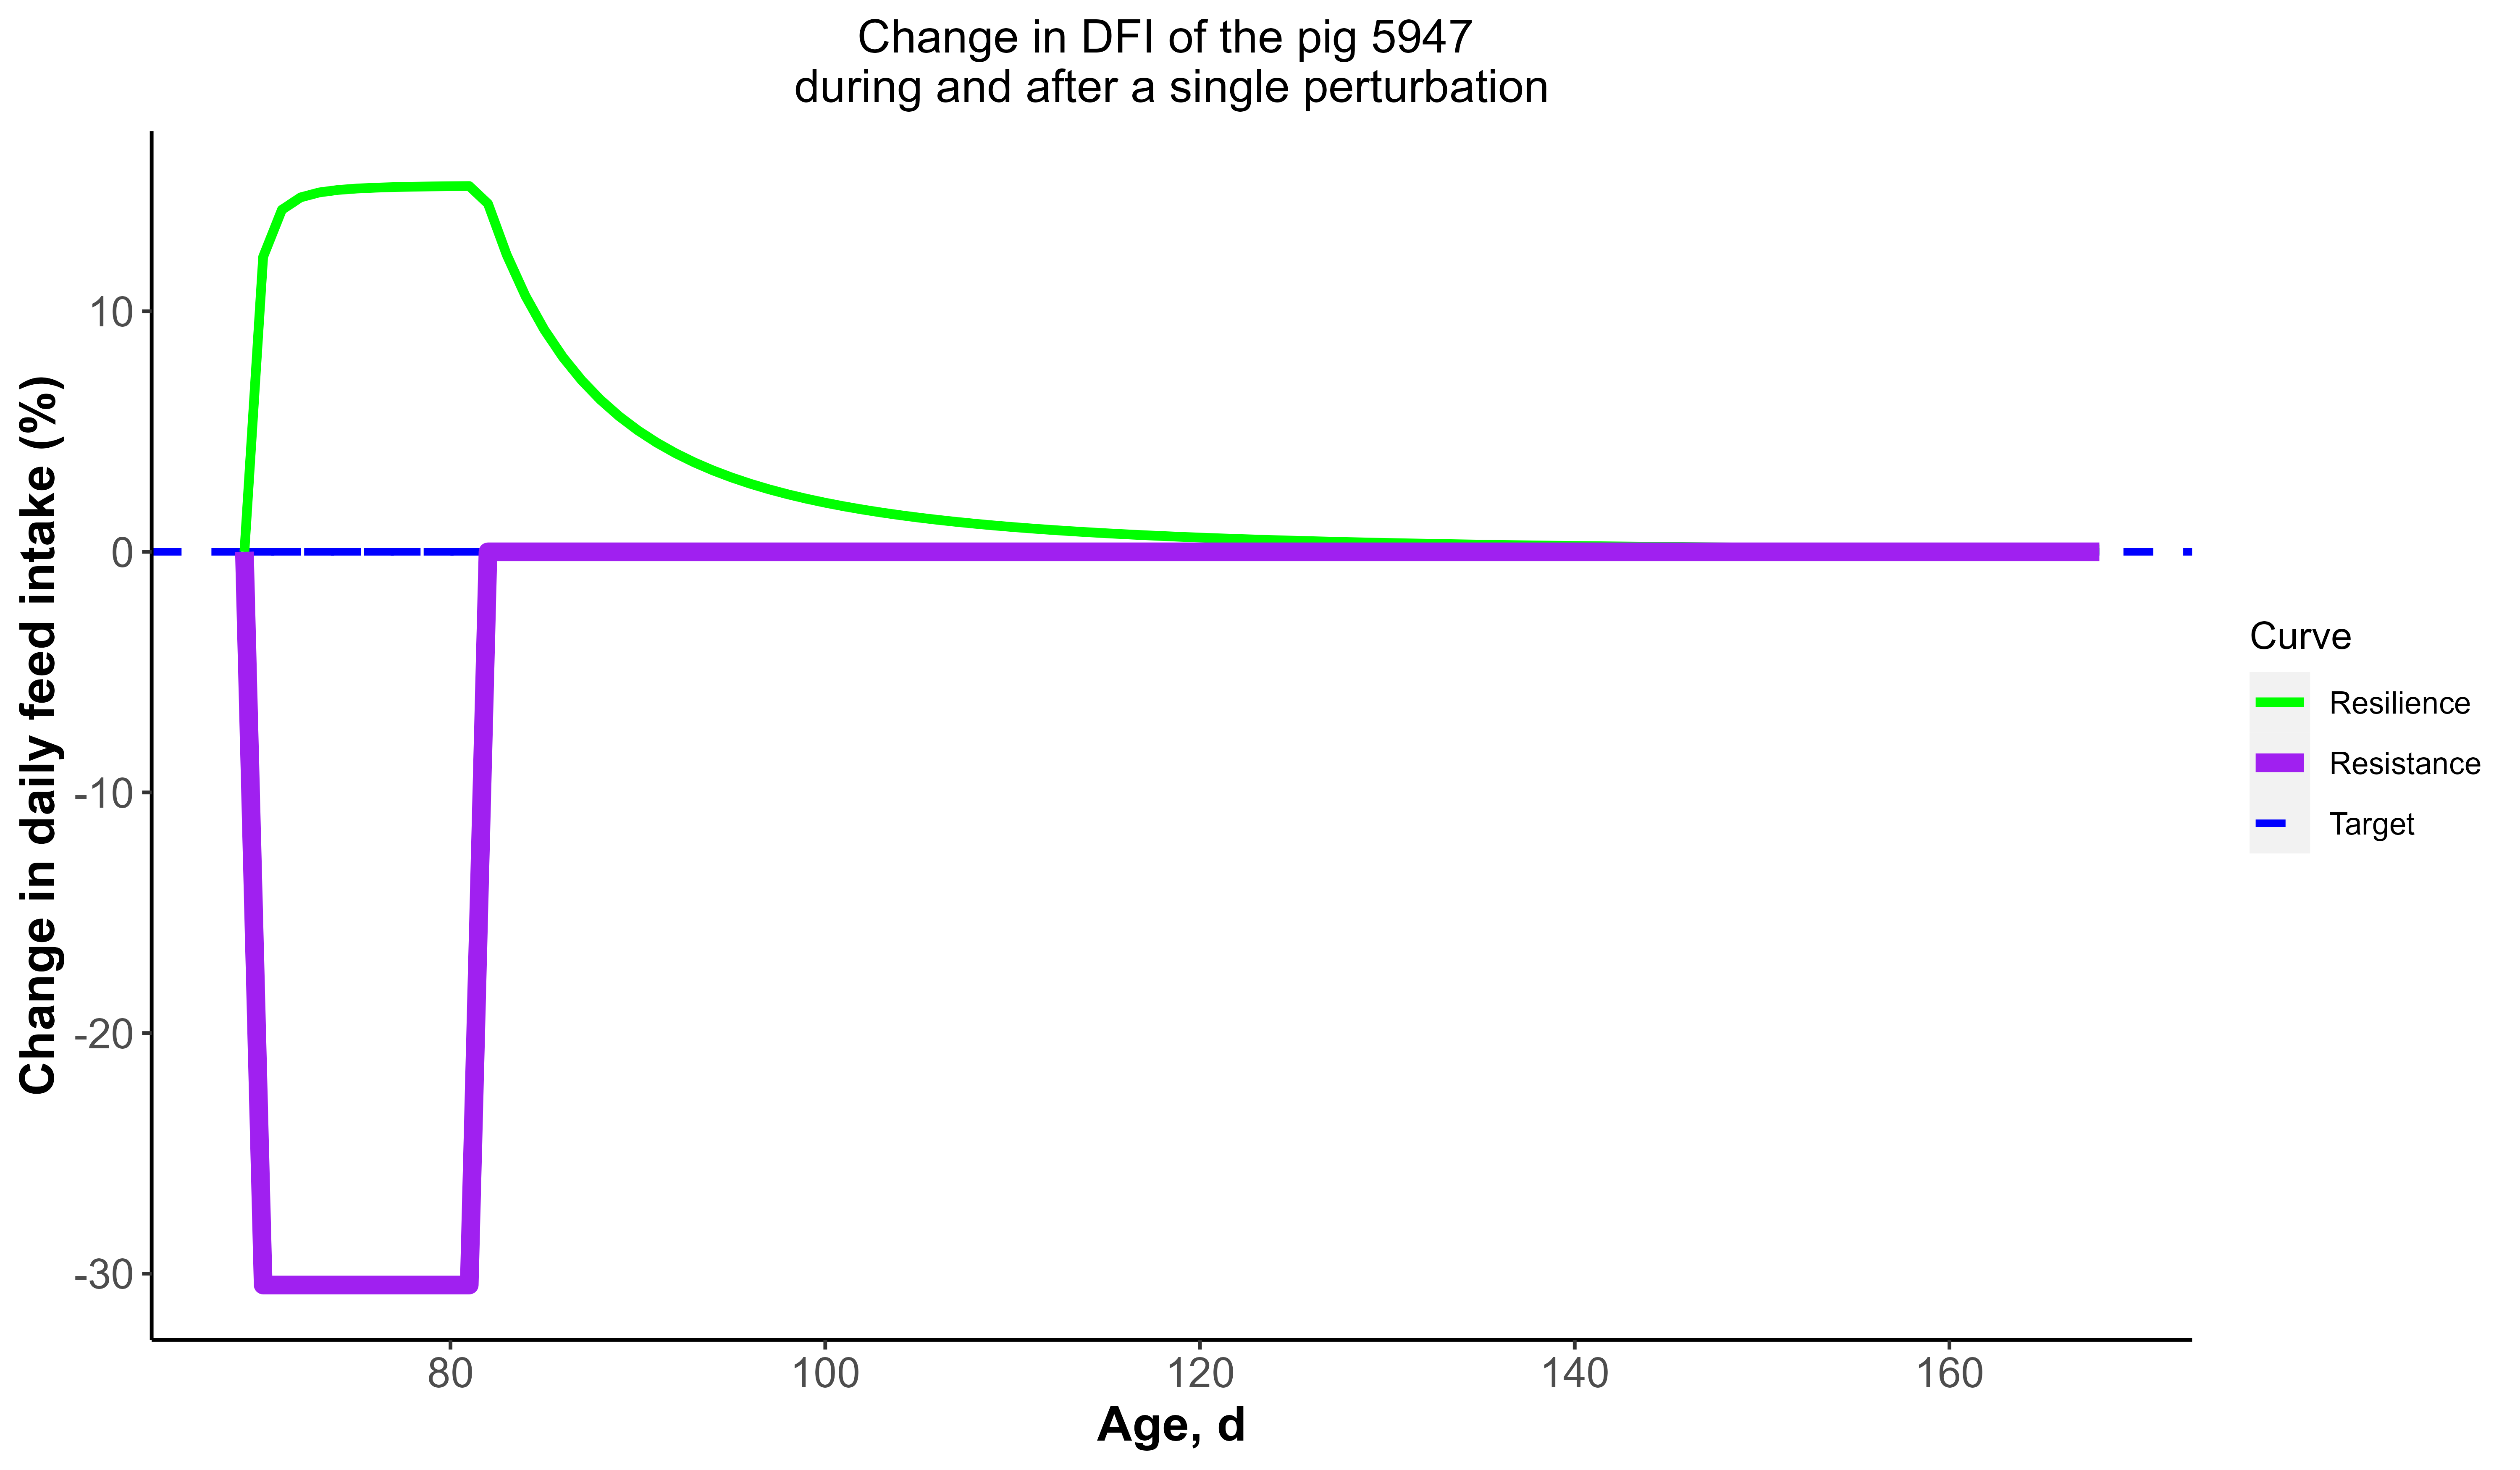 Change in DFI of the pig 5947
during and after a single perturbation
Change in daily feed intake (%)
10
0
-10
-20
-30
80
100
120
140
160
Age, d
Curve
Resilience
Resistance
Target